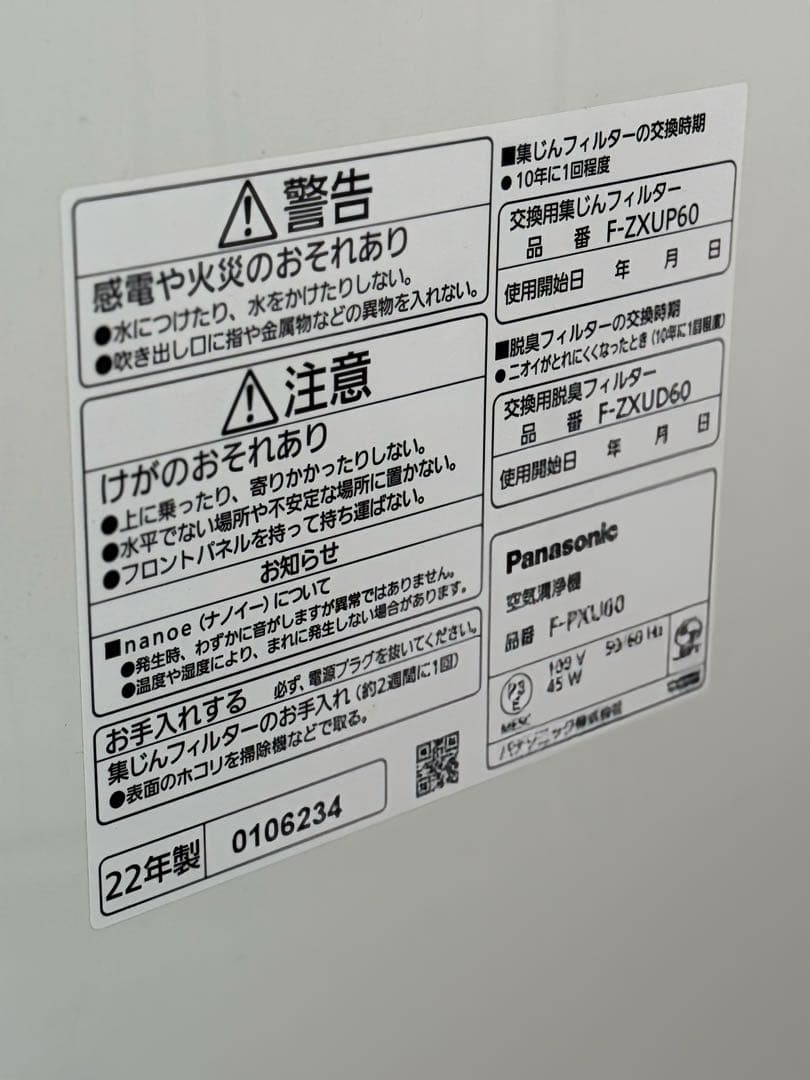 警告
感電や火災のおそれあり
●水につけたり、水をかけたりしない。
●吹き出し口に指や金属物などの異物を入れない。
注意
けがのおそれあり
●上に乗ったり、寄りかかったりしない。
●水平でない場所や不安定な場所に置かない。
●フロントパネルを持って持ち運ばない。
お知らせ
■nanoe(ナノイー)について
●発生時、わずかに音がしますが異常ではありません。
●温度や湿度により、まれに発生しない場合があります。
お手入れする 必ず、電源プラグを抜いてください。
集じんフィルターのお手入れ(約2週間に1回)
●表面のホコリを掃除機などで取る。
22年製 0106234
■集じんフィルターの交換時期
●10年に1回程度
交換用集じんフィルター
品 番 F-ZXUP60
使用開始日 年 月 日
■脱臭フィルターの交換時期
●ニオイがとれにくくなったとき(10年に1回程度)
交換用脱臭フィルター
品 番 F-ZXUD60
使用開始日 年 月 日
Panasonic
空気清浄機
品番 F-PXU60
100 V 50/60 Hz
45 W
PS
E
パナソニック株式会社